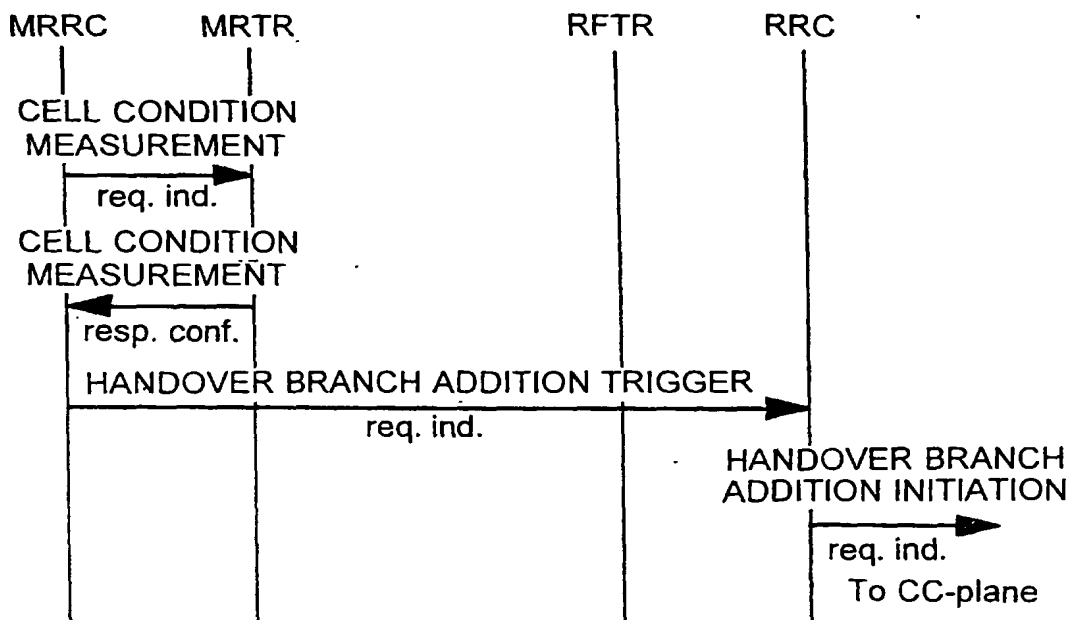 MRRC MRTR RFTR RRC
CELL CONDITION
MEASUREMENT
req. ind.
CELL CONDITION
MEASUREMENT
resp. conf.
HANDOVER BRANCH ADDITION TRIGGER
req. ind.
HANDOVER BRANCH
ADDITION INITIATION
req. ind.
To CC-plane